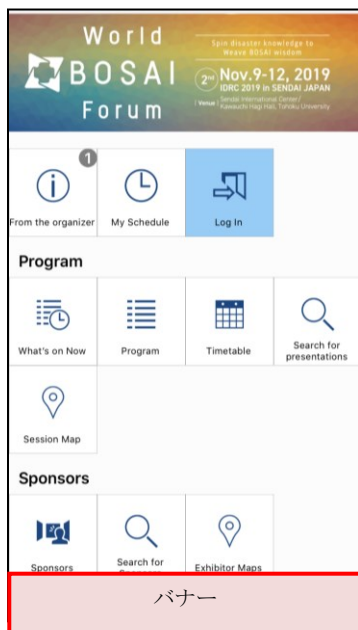 World
BOSAI
Forum
Spin disaster knowledge to
Weave BOSAI wisdom
2nd Nov.9-12, 2019
IDRC 2019 in SENDAI JAPAN
[Venue] Sendai International Center /
Kawauchi Hagi Hall, Tohoku University
1
From the organizer
My Schedule
Log In
Program
What's on Now
Program
Timetable
Search for
presentations
Session Map
Sponsors
Sponsors
Search for
Exhibitor Maps
バナー